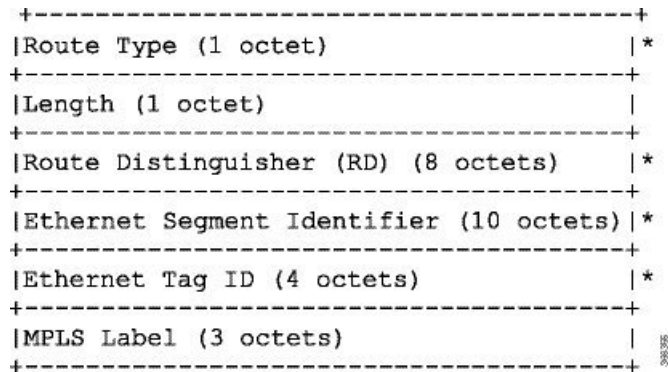 +-------------------------------------+
|Route Type (1 octet) |*
+-------------------------------------+
|Length (1 octet) |
+-------------------------------------+
|Route Distinguisher (RD) (8 octets) |*
+-------------------------------------+
|Ethernet Segment Identifier (10 octets)|*
+-------------------------------------+
|Ethernet Tag ID (4 octets) |*
+-------------------------------------+
|MPLS Label (3 octets) |
+-------------------------------------+